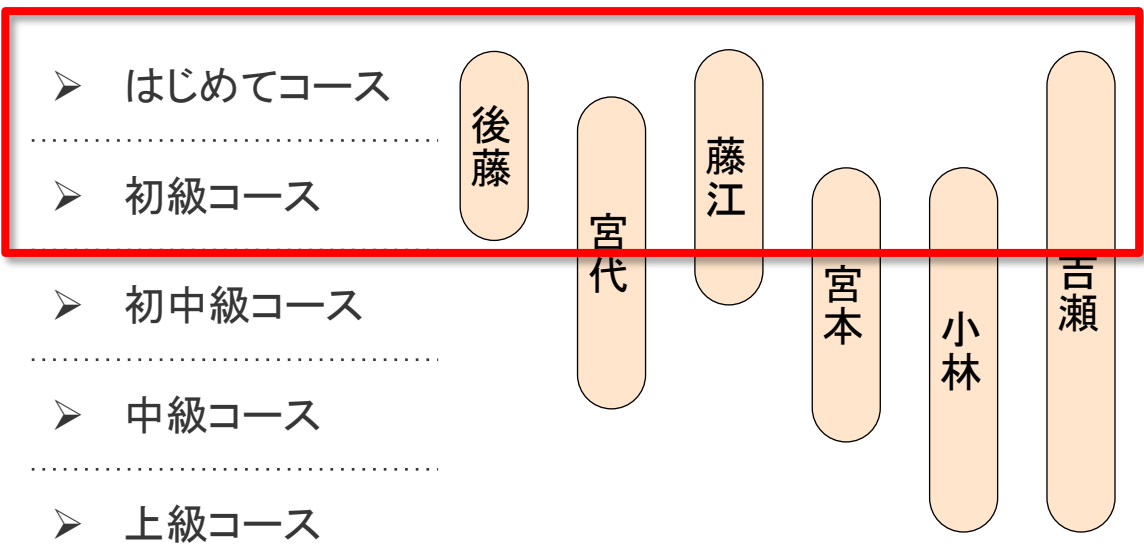 ➢ はじめてコース
➢ 初級コース
➢ 初中級コース
➢ 中級コース
➢ 上級コース
後藤
宮代
藤江
宮本
小林
吉瀬